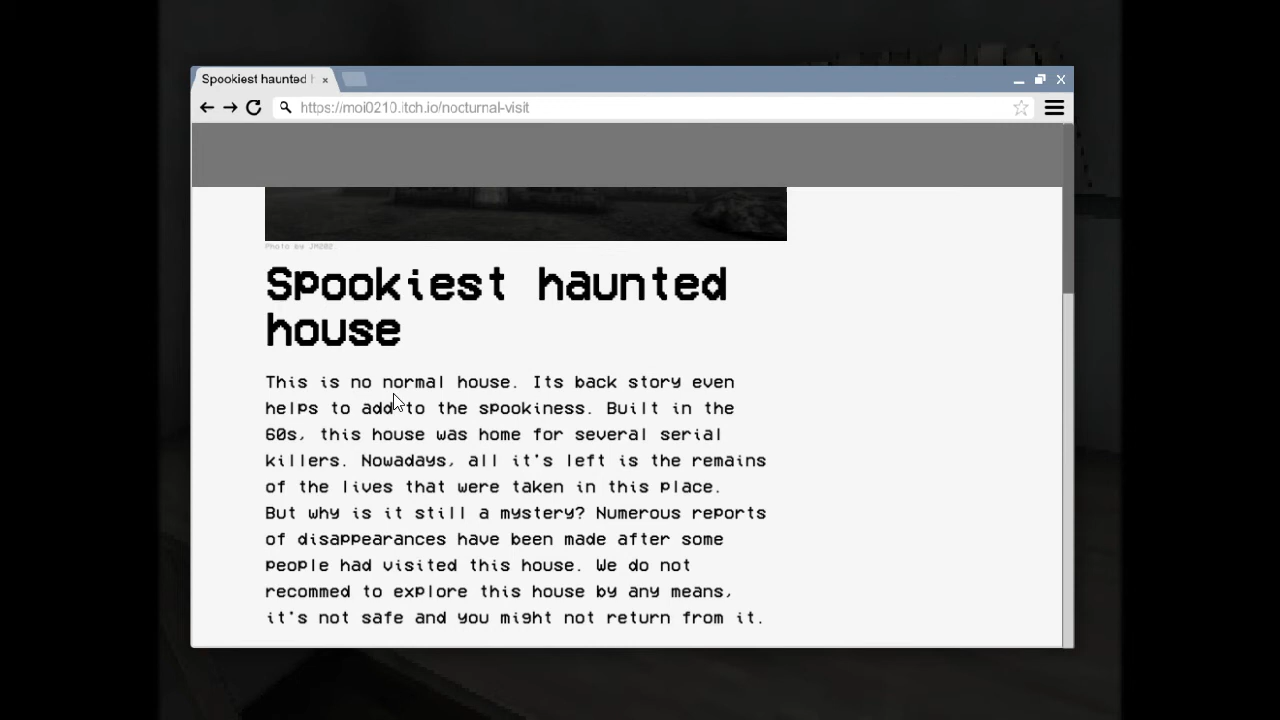 Spookiest haunted h
https://moi0210.itch.io/nocturnal-visit
Photo by JM202
Spookiest haunted
house
This is no normal house. Its back story even
helps to add to the spookiness. Built in the
60s, this house was home for several serial
killers. Nowadays, all it's left is the remains
of the lives that were taken in this place.
But why is it still a mystery? Numerous reports
of disappearances have been made after some
people had visited this house. We do not
recommed to explore this house by any means,
it's not safe and you might not return from it.